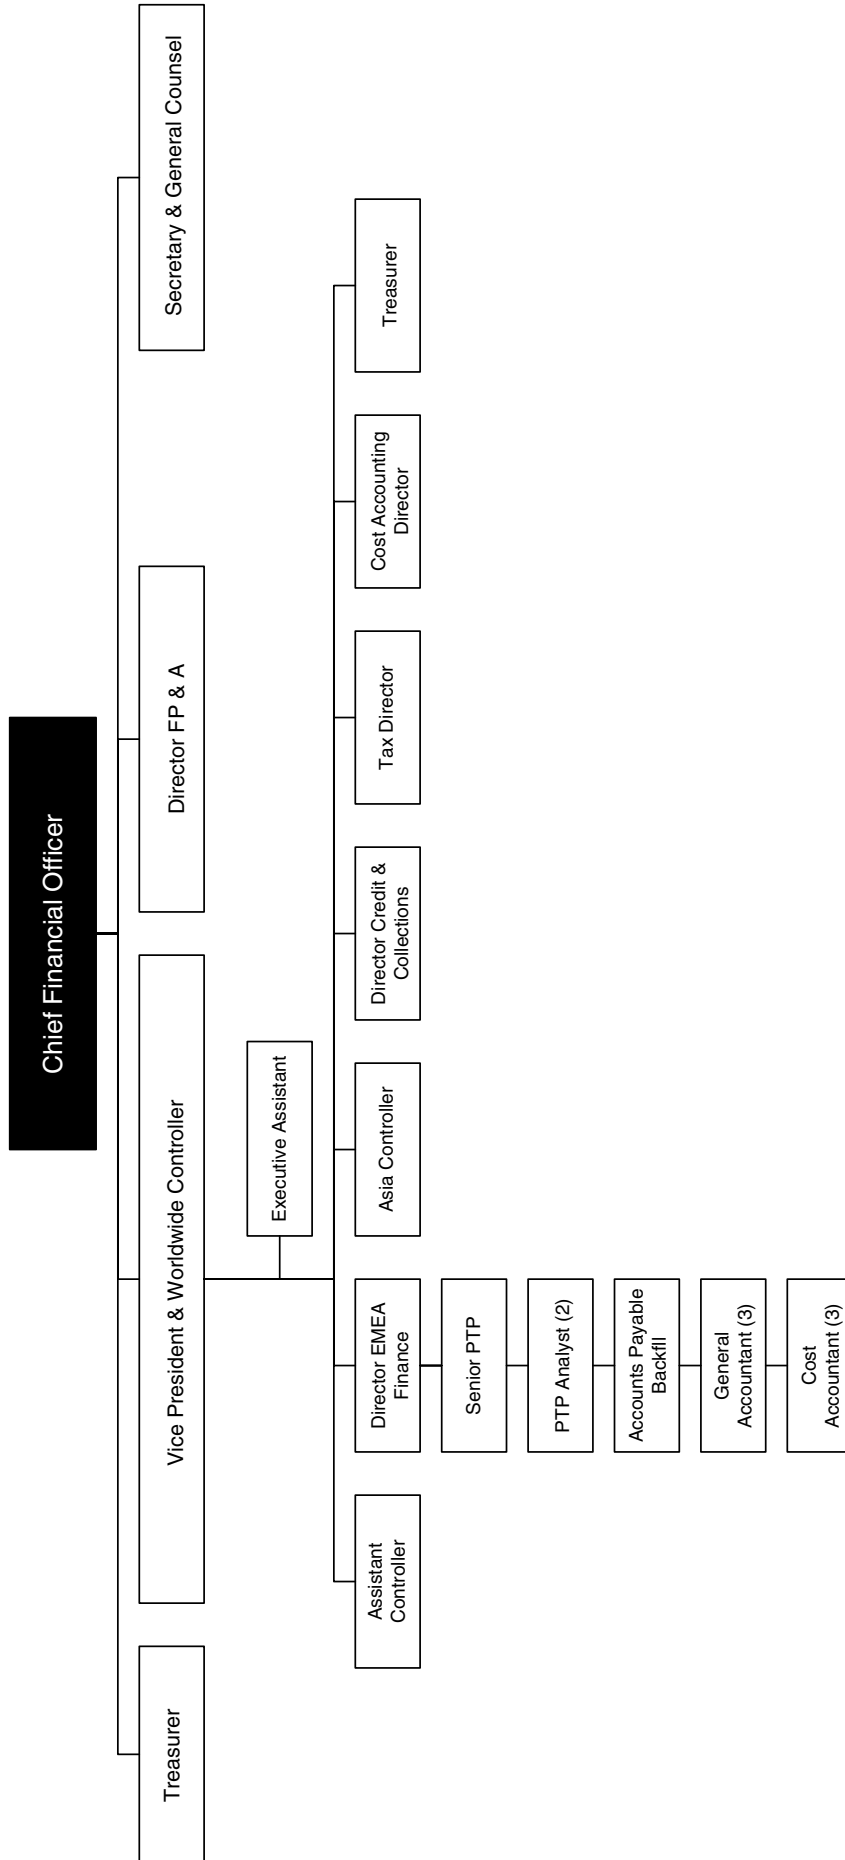 Chief Financial Officer
Treasurer
Vice President & Worldwide Controller
Director FP & A
Secretary & General Counsel
Executive Assistant
Assistant
Controller
Director EMEA
Finance
Asia Controller
Director Credit &
Collections
Tax Director
Cost Accounting
Director
Treasurer
Senior PTP
PTP Analyst (2)
Accounts Payable
Backfll
General
Accountant (3)
Cost
Accountant (3)